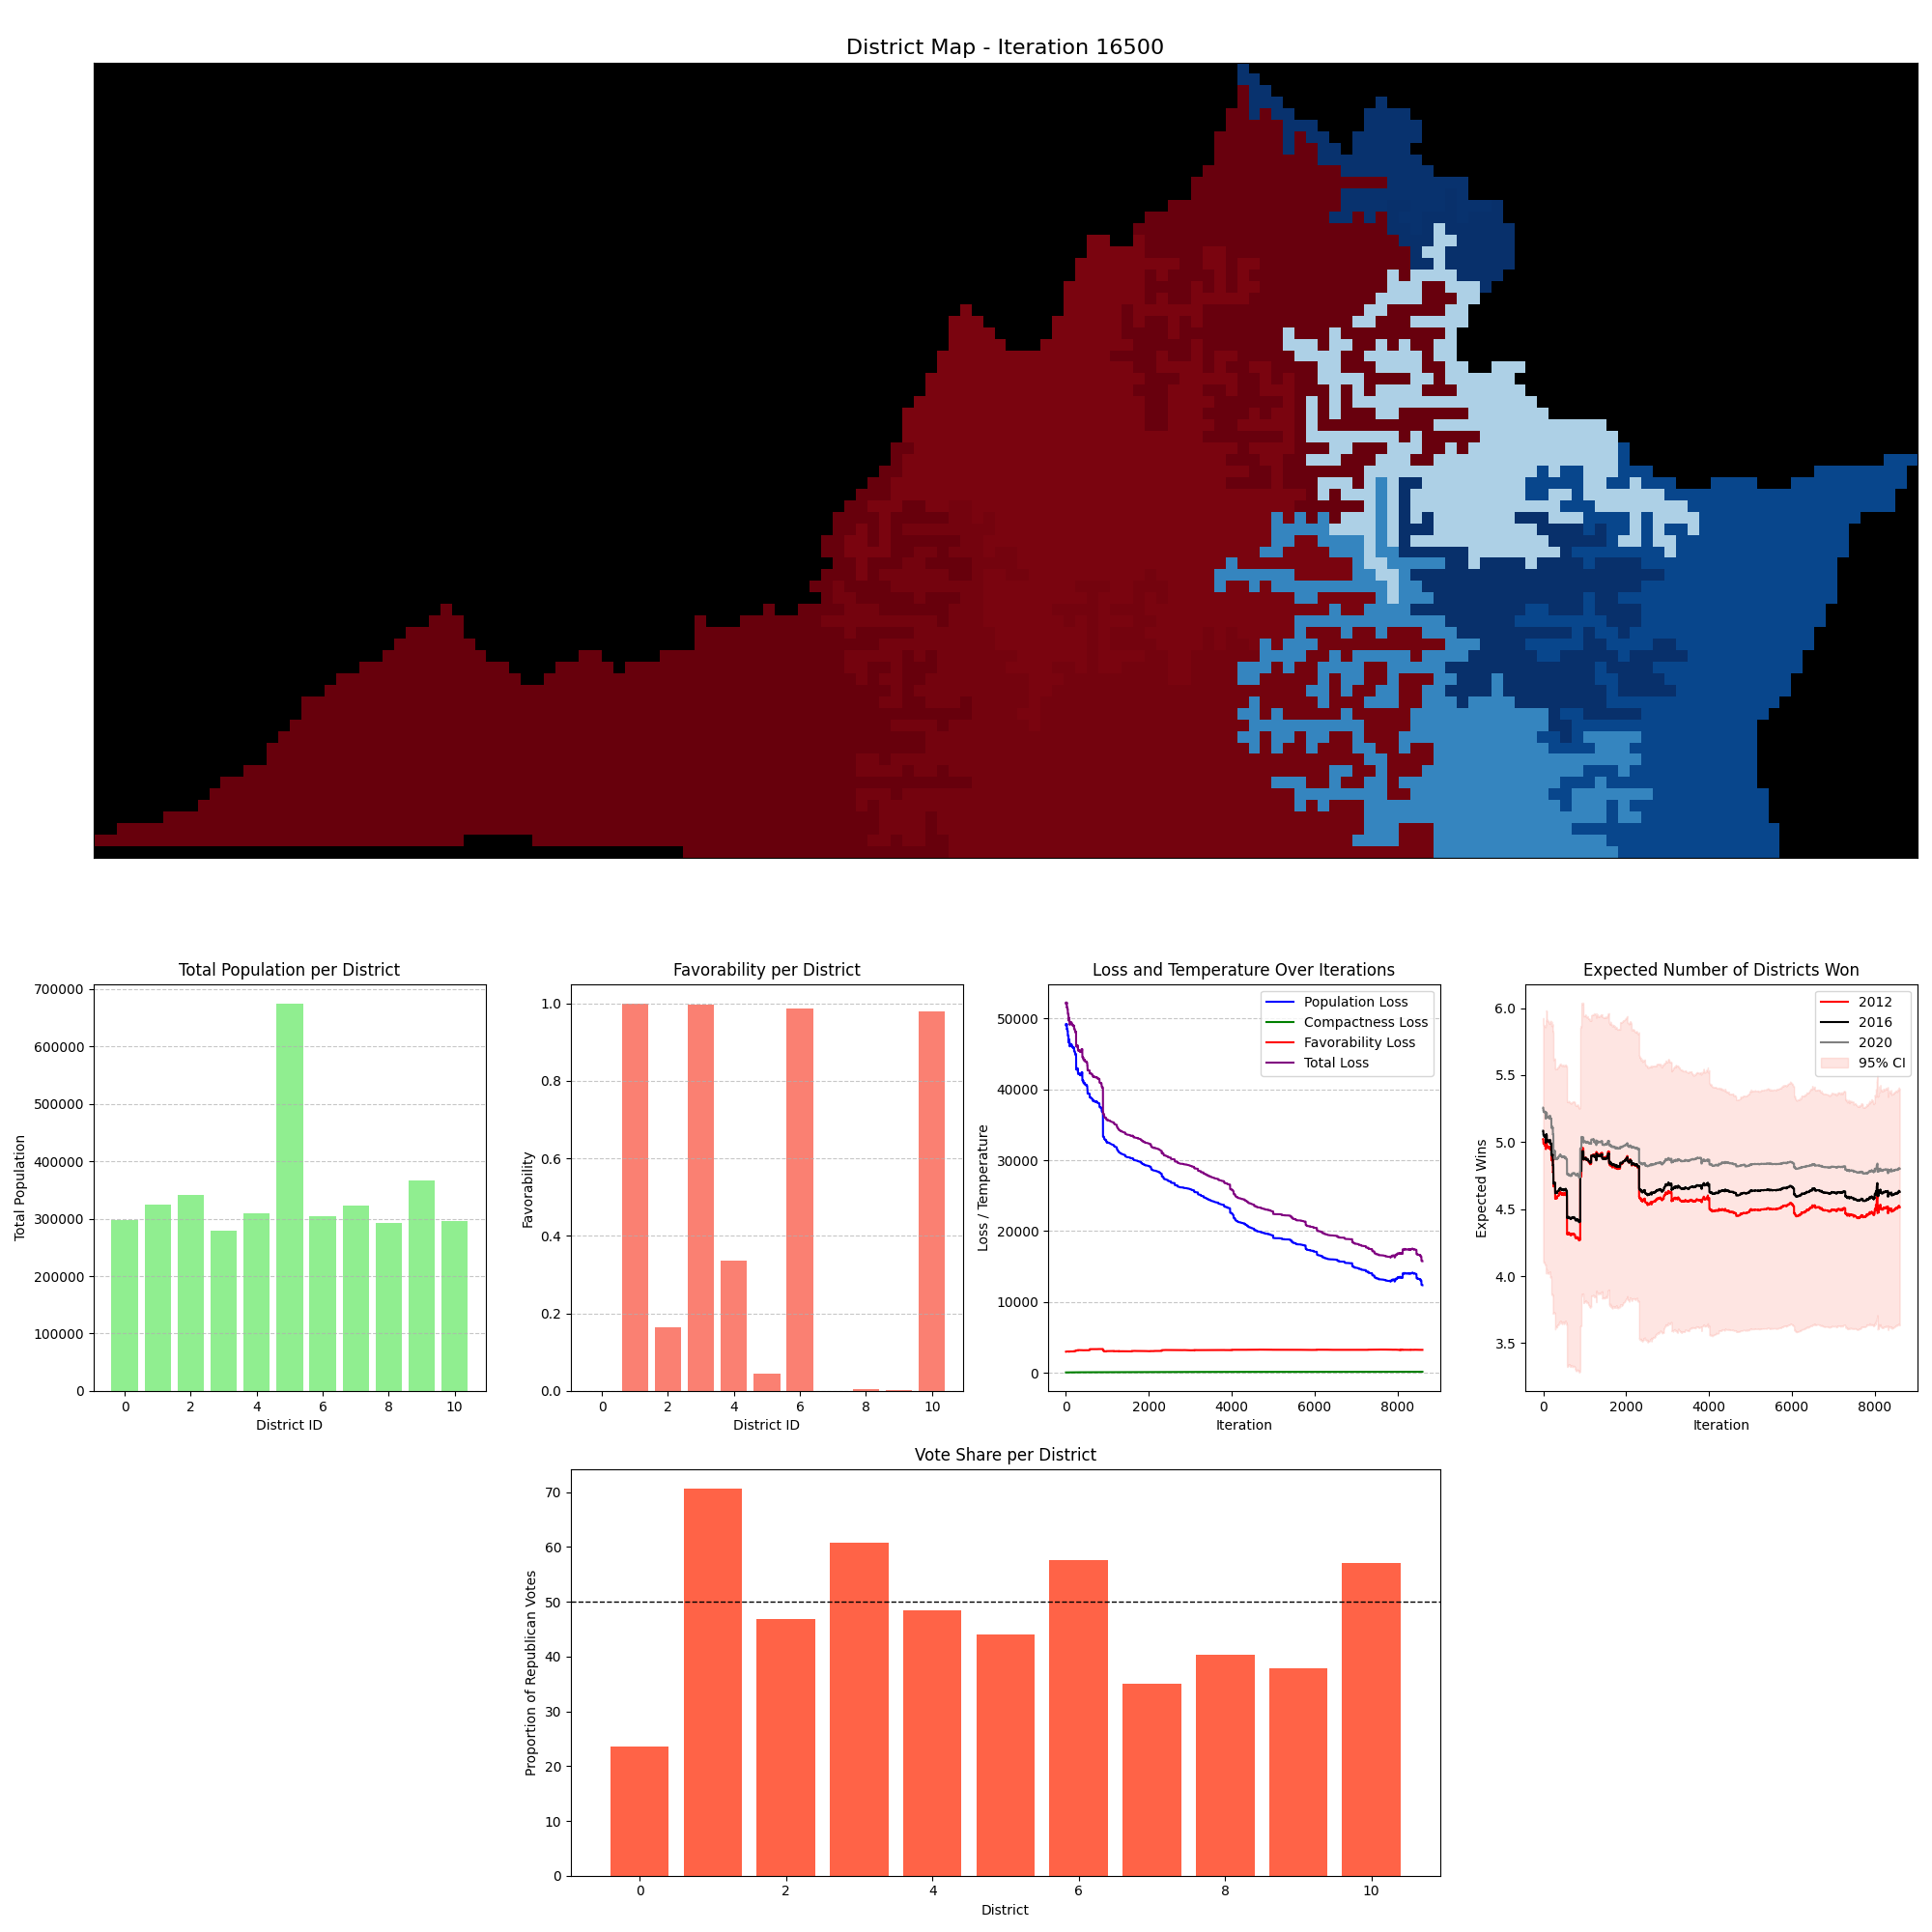 District Map - Iteration 16500
Total Population per District
700000
600000
500000
400000
300000
200000
100000
0
Total Population
0 2 4 6 8 10
District ID
Favorability per District
1.0
0.8
0.6
0.4
0.2
0.0
Favorability
0 2 4 6 8 10
District ID
Loss and Temperature Over Iterations
50000
40000
30000
20000
10000
0
Loss / Temperature
Population Loss
Compactness Loss
Favorability Loss
Total Loss
0 2000 4000 6000 8000
Iteration
Expected Number of Districts Won
6.0
5.5
5.0
4.5
4.0
3.5
Expected Wins
2012
2016
2020
95% CI
0 2000 4000 6000 8000
Iteration
Vote Share per District
70
60
50
40
30
20
10
0
Proportion of Republican Votes
0 2 4 6 8 10
District